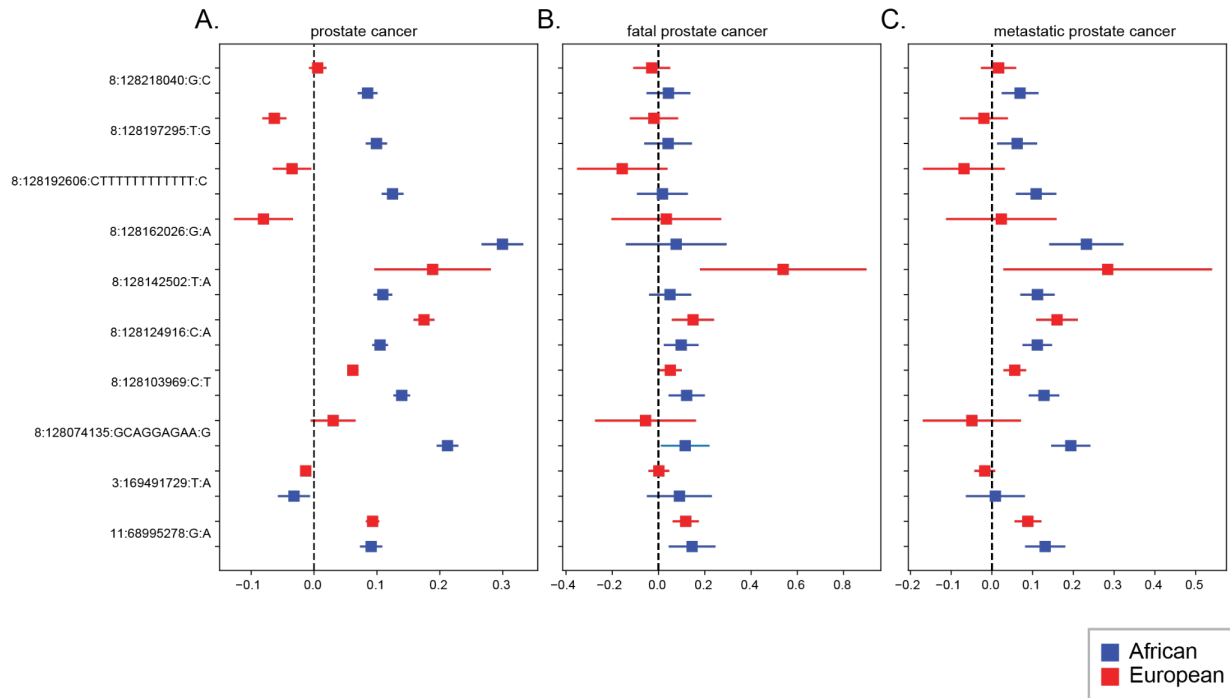 A.
prostate cancer
B.
fatal prostate cancer
C.
metastatic prostate cancer
8:128218040:G:C
8:128197295:T:G
8:128192606:CTTTTTTTTTTTTT:C
8:128162026:G:A
8:128142502:T:A
8:128124916:C:A
8:128103969:C:T
8:128074135:GCAGGAGAA:G
3:169491729:T:A
11:68995278:G:A
−0.1 0.0 0.1 0.2 0.3
−0.4 −0.2 0.0 0.2 0.4 0.6 0.8
−0.2 −0.1 0.0 0.1 0.2 0.3 0.4 0.5
African
European